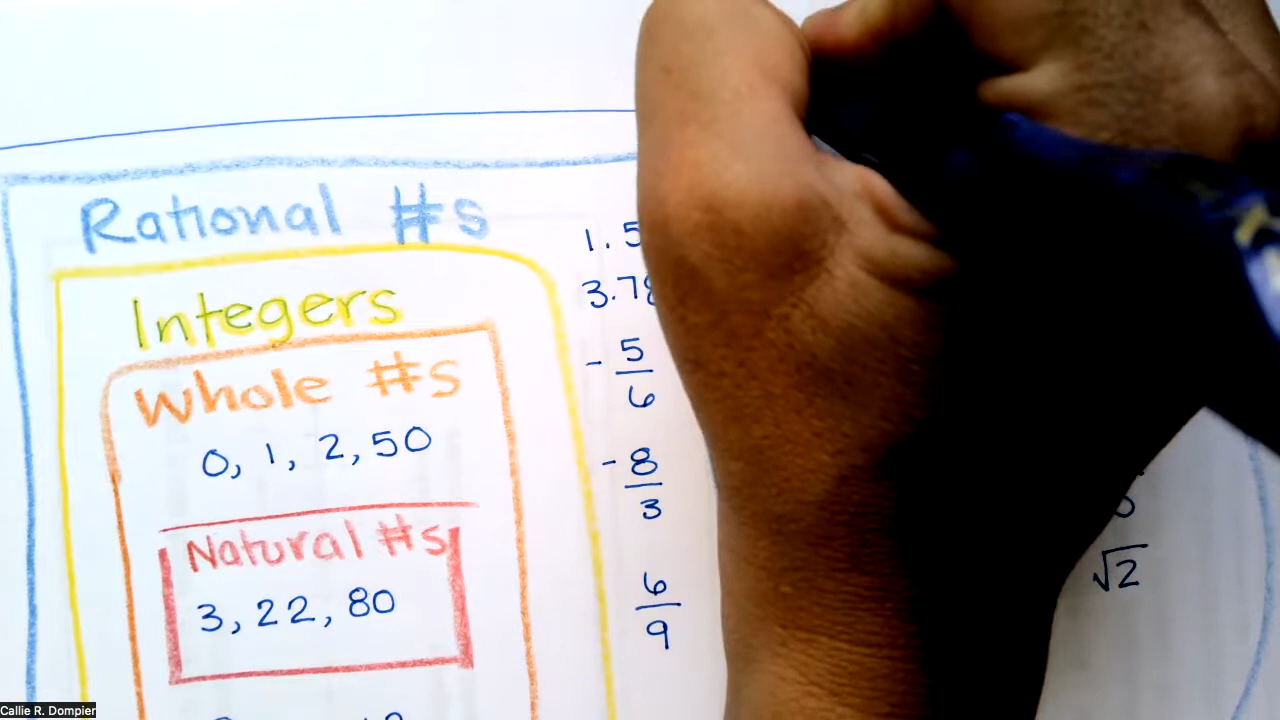 Rational #s
Integers
Whole #s
0, 1, 2, 50
Natural #s
3, 22, 80
1.5
3.78
- 5/6
- 8/3
6/9
√2
Callie R. Dompier